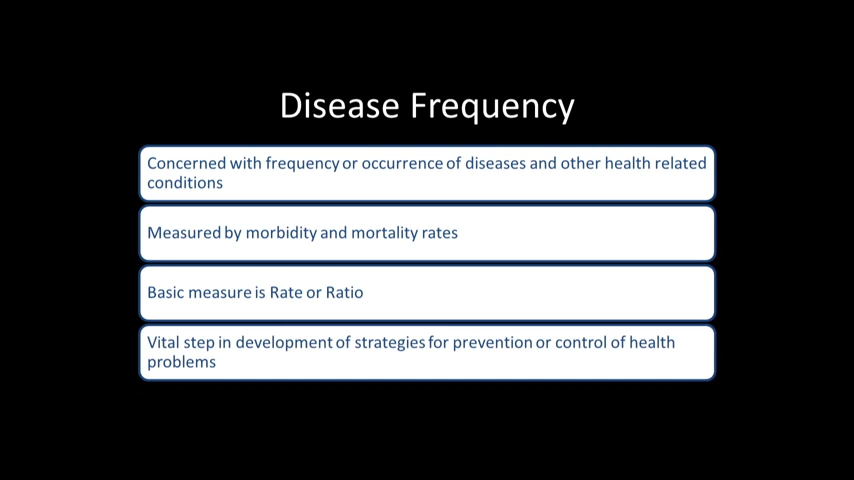 Disease Frequency
Concerned with frequency or occurrence of diseases and other health related
conditions
Measured by morbidity and mortality rates
Basic measure is Rate or Ratio
Vital step in development of strategies for prevention or control of health
problems